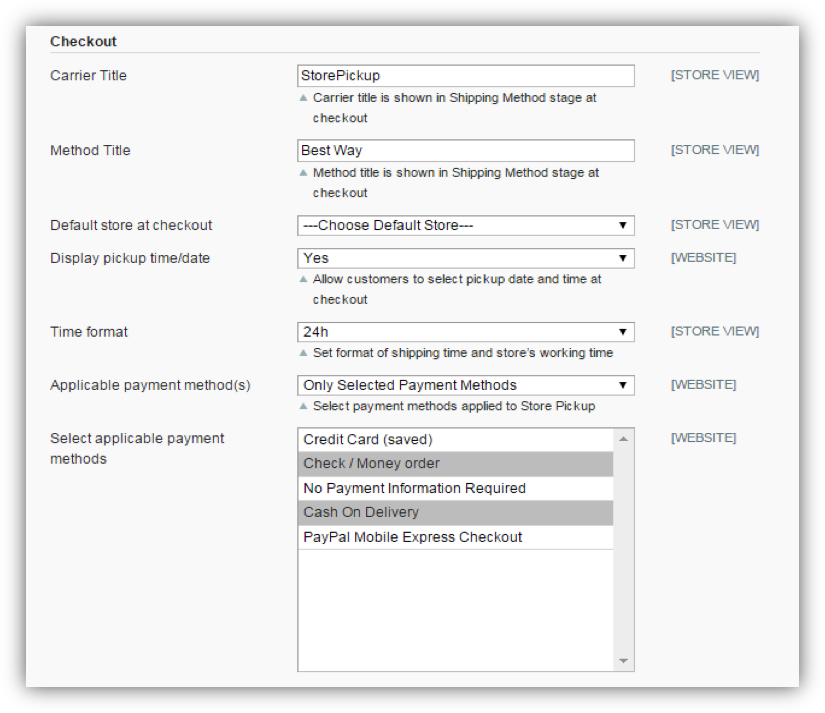 Checkout
Carrier Title StorePickup [STORE VIEW]
Carrier title is shown in Shipping Method stage at
checkout
Method Title Best Way [STORE VIEW]
Method title is shown in Shipping Method stage at
checkout
Default store at checkout ---Choose Default Store--- [STORE VIEW]
Display pickup time/date Yes [WEBSITE]
Allow customers to select pickup date and time at
checkout
Time format 24h [STORE VIEW]
Set format of shipping time and store's working time
Applicable payment method(s) Only Selected Payment Methods [WEBSITE]
Select payment methods applied to Store Pickup
Select applicable payment Credit Card (saved) [WEBSITE]
methods
Check / Money order
No Payment Information Required
Cash On Delivery
PayPal Mobile Express Checkout